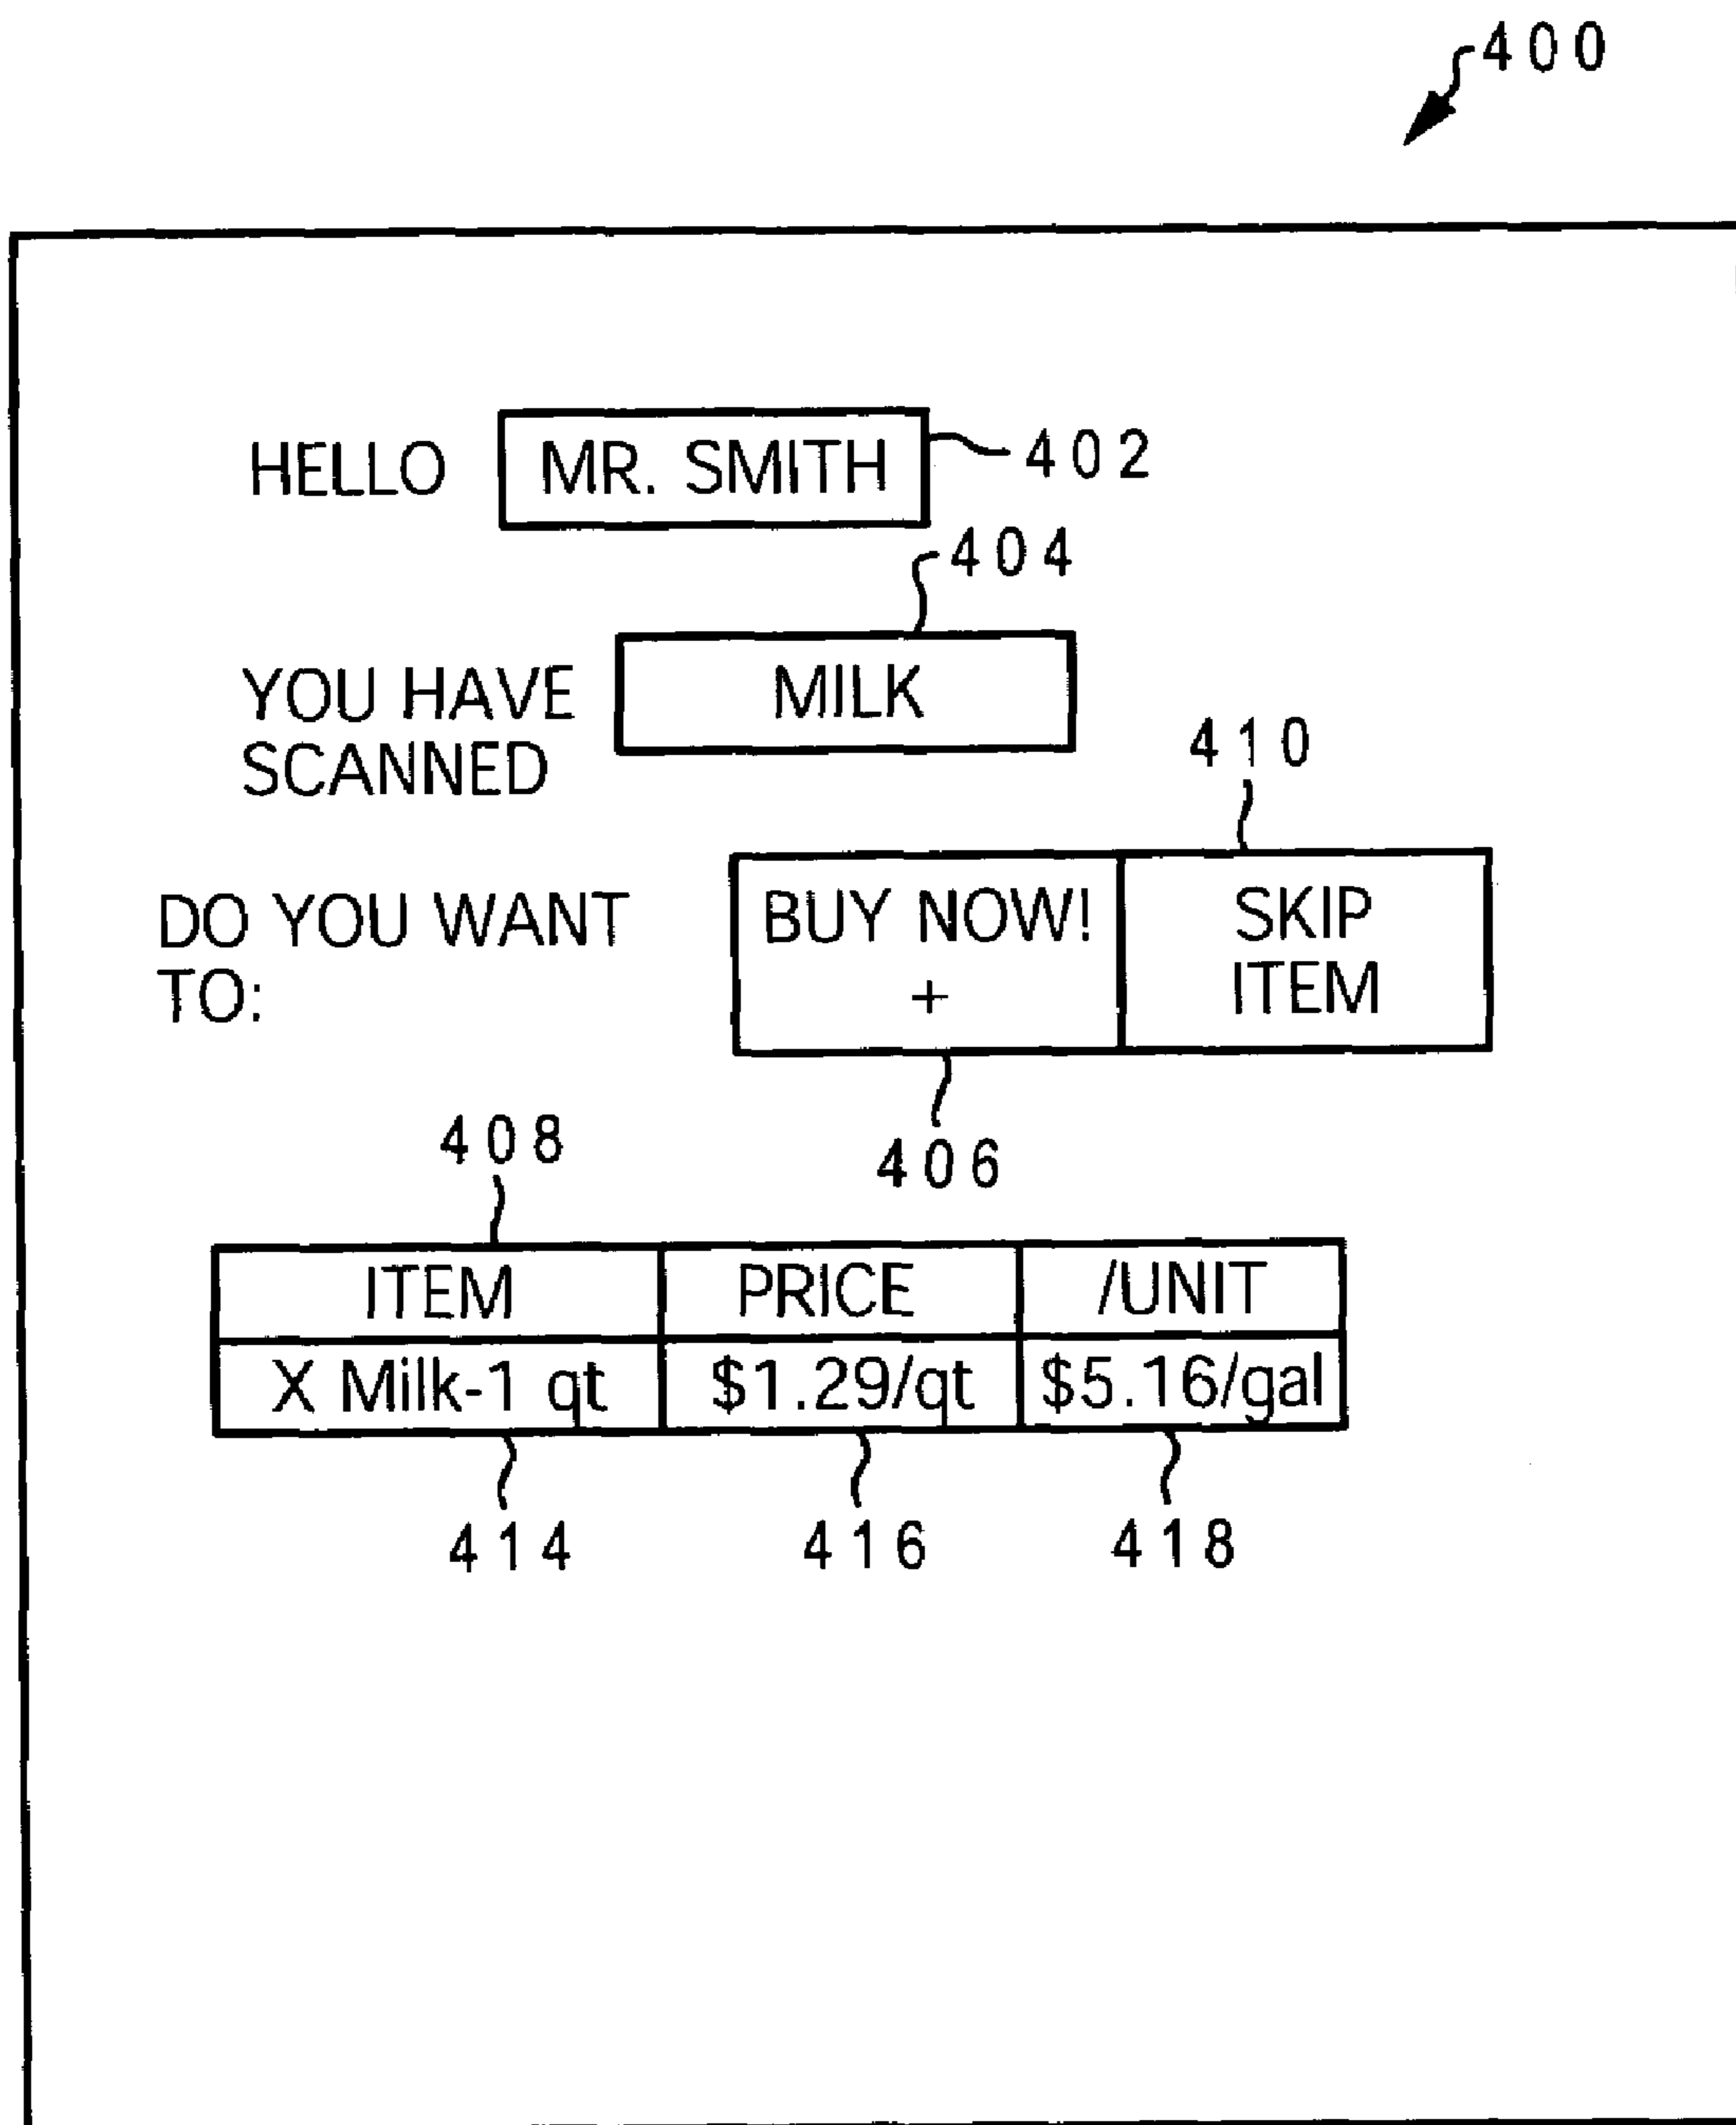 400
HELLO MR. SMITH 402
404
YOU HAVE MILK
SCANNED
410
DO YOU WANT BUY NOW! SKIP
TO: + ITEM
408 406
ITEM PRICE /UNIT
X Milk-1 qt $1.29/qt $5.16/gal
414 416 418